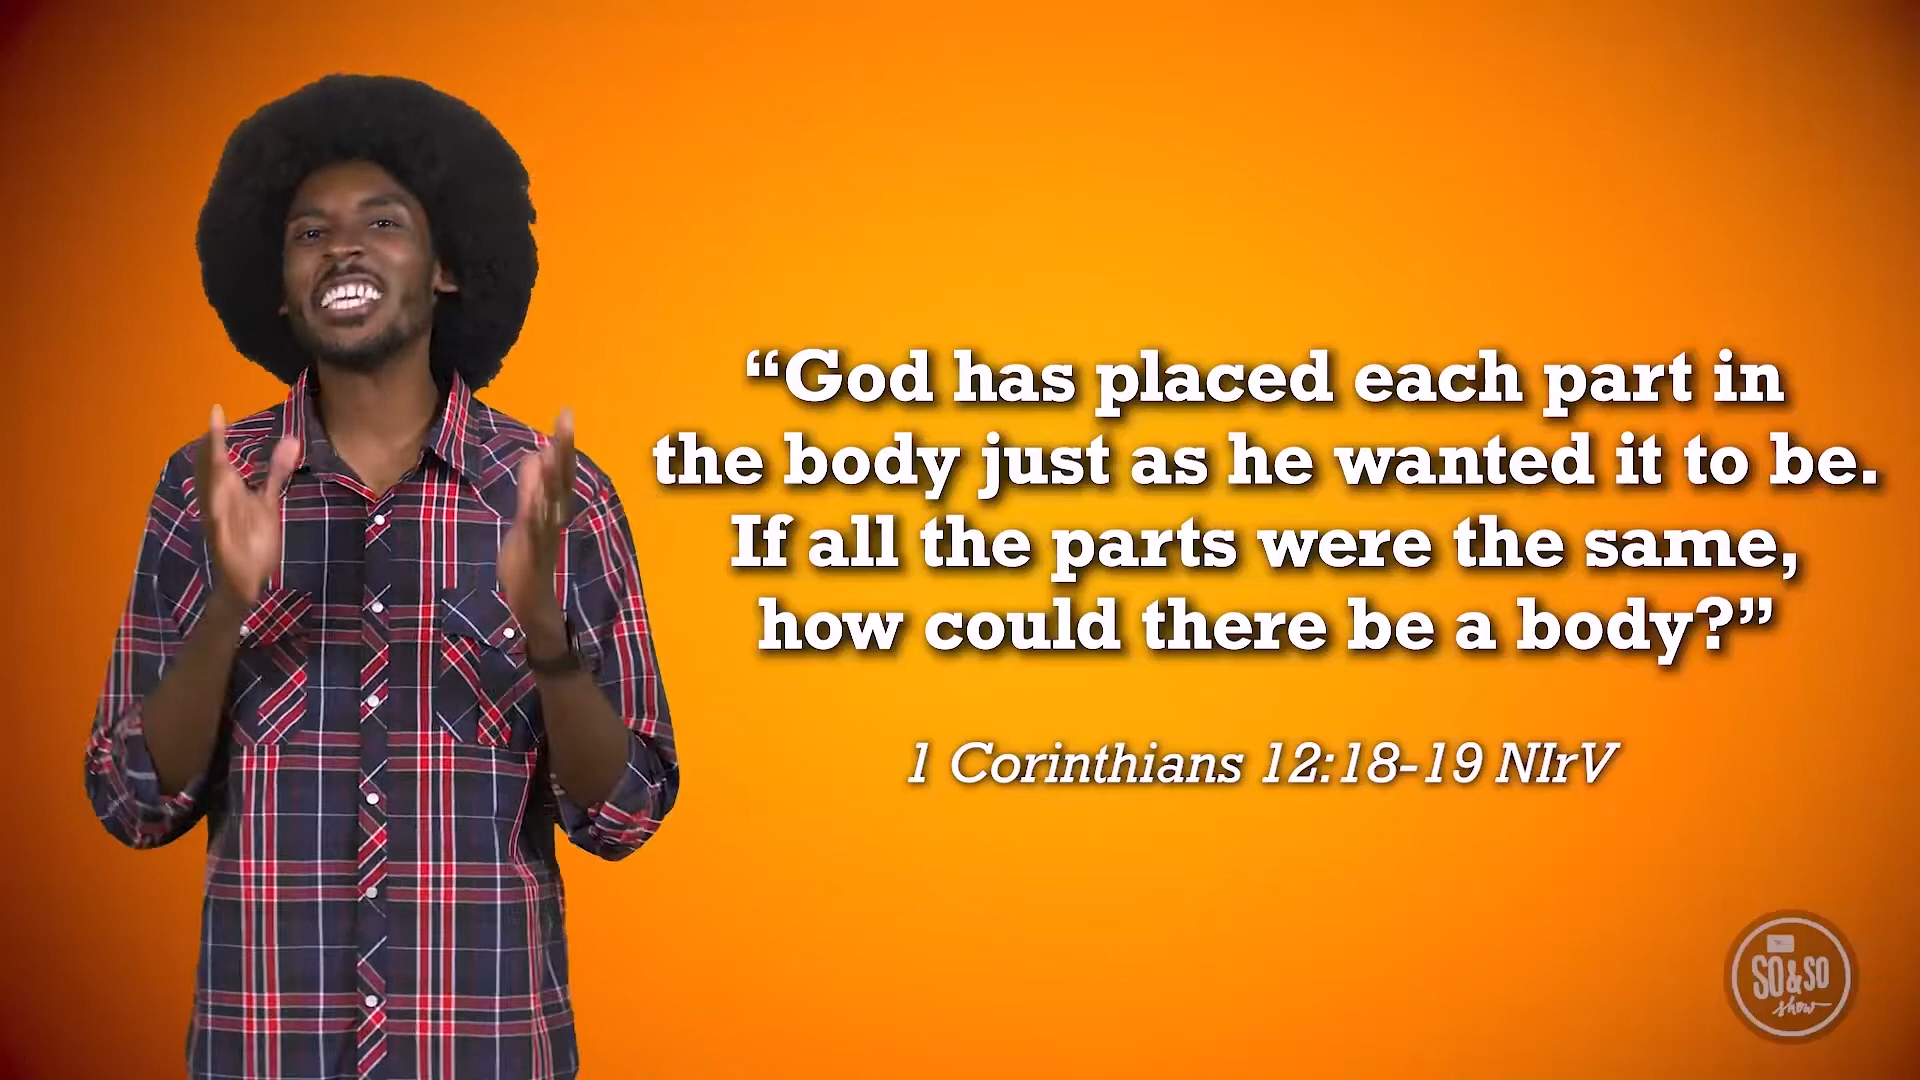 “God has placed each part in
the body just as he wanted it to be.
If all the parts were the same,
how could there be a body?”
1 Corinthians 12:18-19 NIrV
SO&SO
show